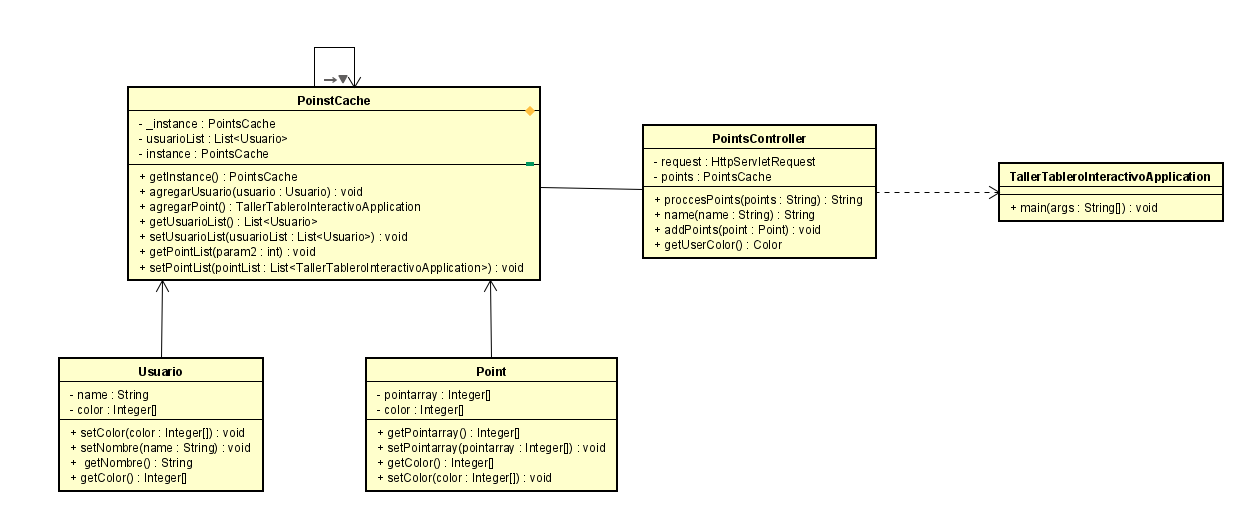 PoinstCache
- _instance : PointsCache
- usuarioList : List<Usuario>
- instance : PointsCache
+ getInstance() : PointsCache
+ agregarUsuario(usuario : Usuario) : void
+ agregarPoint() : TallerTableroInteractivoApplication
+ getUsuarioList() : List<Usuario>
+ setUsuarioList(usuarioList : List<Usuario>) : void
+ getPointList(param2 : int) : void
+ setPointList(pointList : List<TallerTableroInteractivoApplication>) : void
PointsController
- request : HttpServletRequest
- points : PointsCache
+ proccesPoints(points : String) : String
+ name(name : String) : String
+ addPoints(point : Point) : void
+ getUserColor() : Color
TallerTableroInteractivoApplication
+ main(args : String[]) : void
Usuario
- name : String
- color : Integer[]
+ setColor(color : Integer[]) : void
+ setNombre(name : String) : void
+ getNombre() : String
+ getColor() : Integer[]
Point
- pointarray : Integer[]
- color : Integer[]
+ getPointarray() : Integer[]
+ setPointarray(pointarray : Integer[]) : void
+ getColor() : Integer[]
+ setColor(color : Integer[]) : void